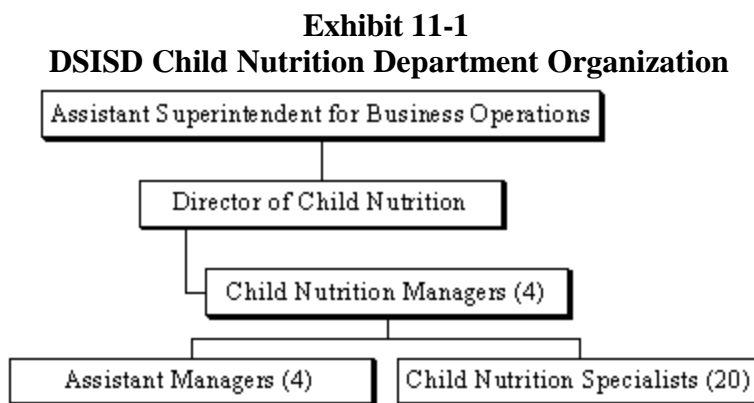 Exhibit 11-1
DSISD Child Nutrition Department Organization
Assistant Superintendent for Business Operations
Director of Child Nutrition
Child Nutrition Managers (4)
Assistant Managers (4)
Child Nutrition Specialists (20)